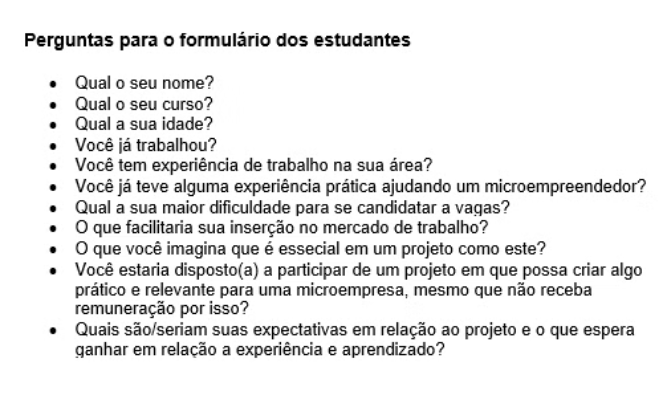 Perguntas para o formulário dos estudantes
• Qual o seu nome?
• Qual o seu curso?
• Qual a sua idade?
• Você já trabalhou?
• Você tem experiência de trabalho na sua área?
• Você já teve alguma experiência prática ajudando um microempreendedor?
• Qual a sua maior dificuldade para se candidatar a vagas?
• O que facilitaria sua inserção no mercado de trabalho?
• O que você imagina que é essecial em um projeto como este?
• Você estaria disposto(a) a participar de um projeto em que possa criar algo
prático e relevante para uma microempresa, mesmo que não receba
remuneração por isso?
• Quais são/seriam suas expectativas em relação ao projeto e o que espera
ganhar em relação a experiência e aprendizado?